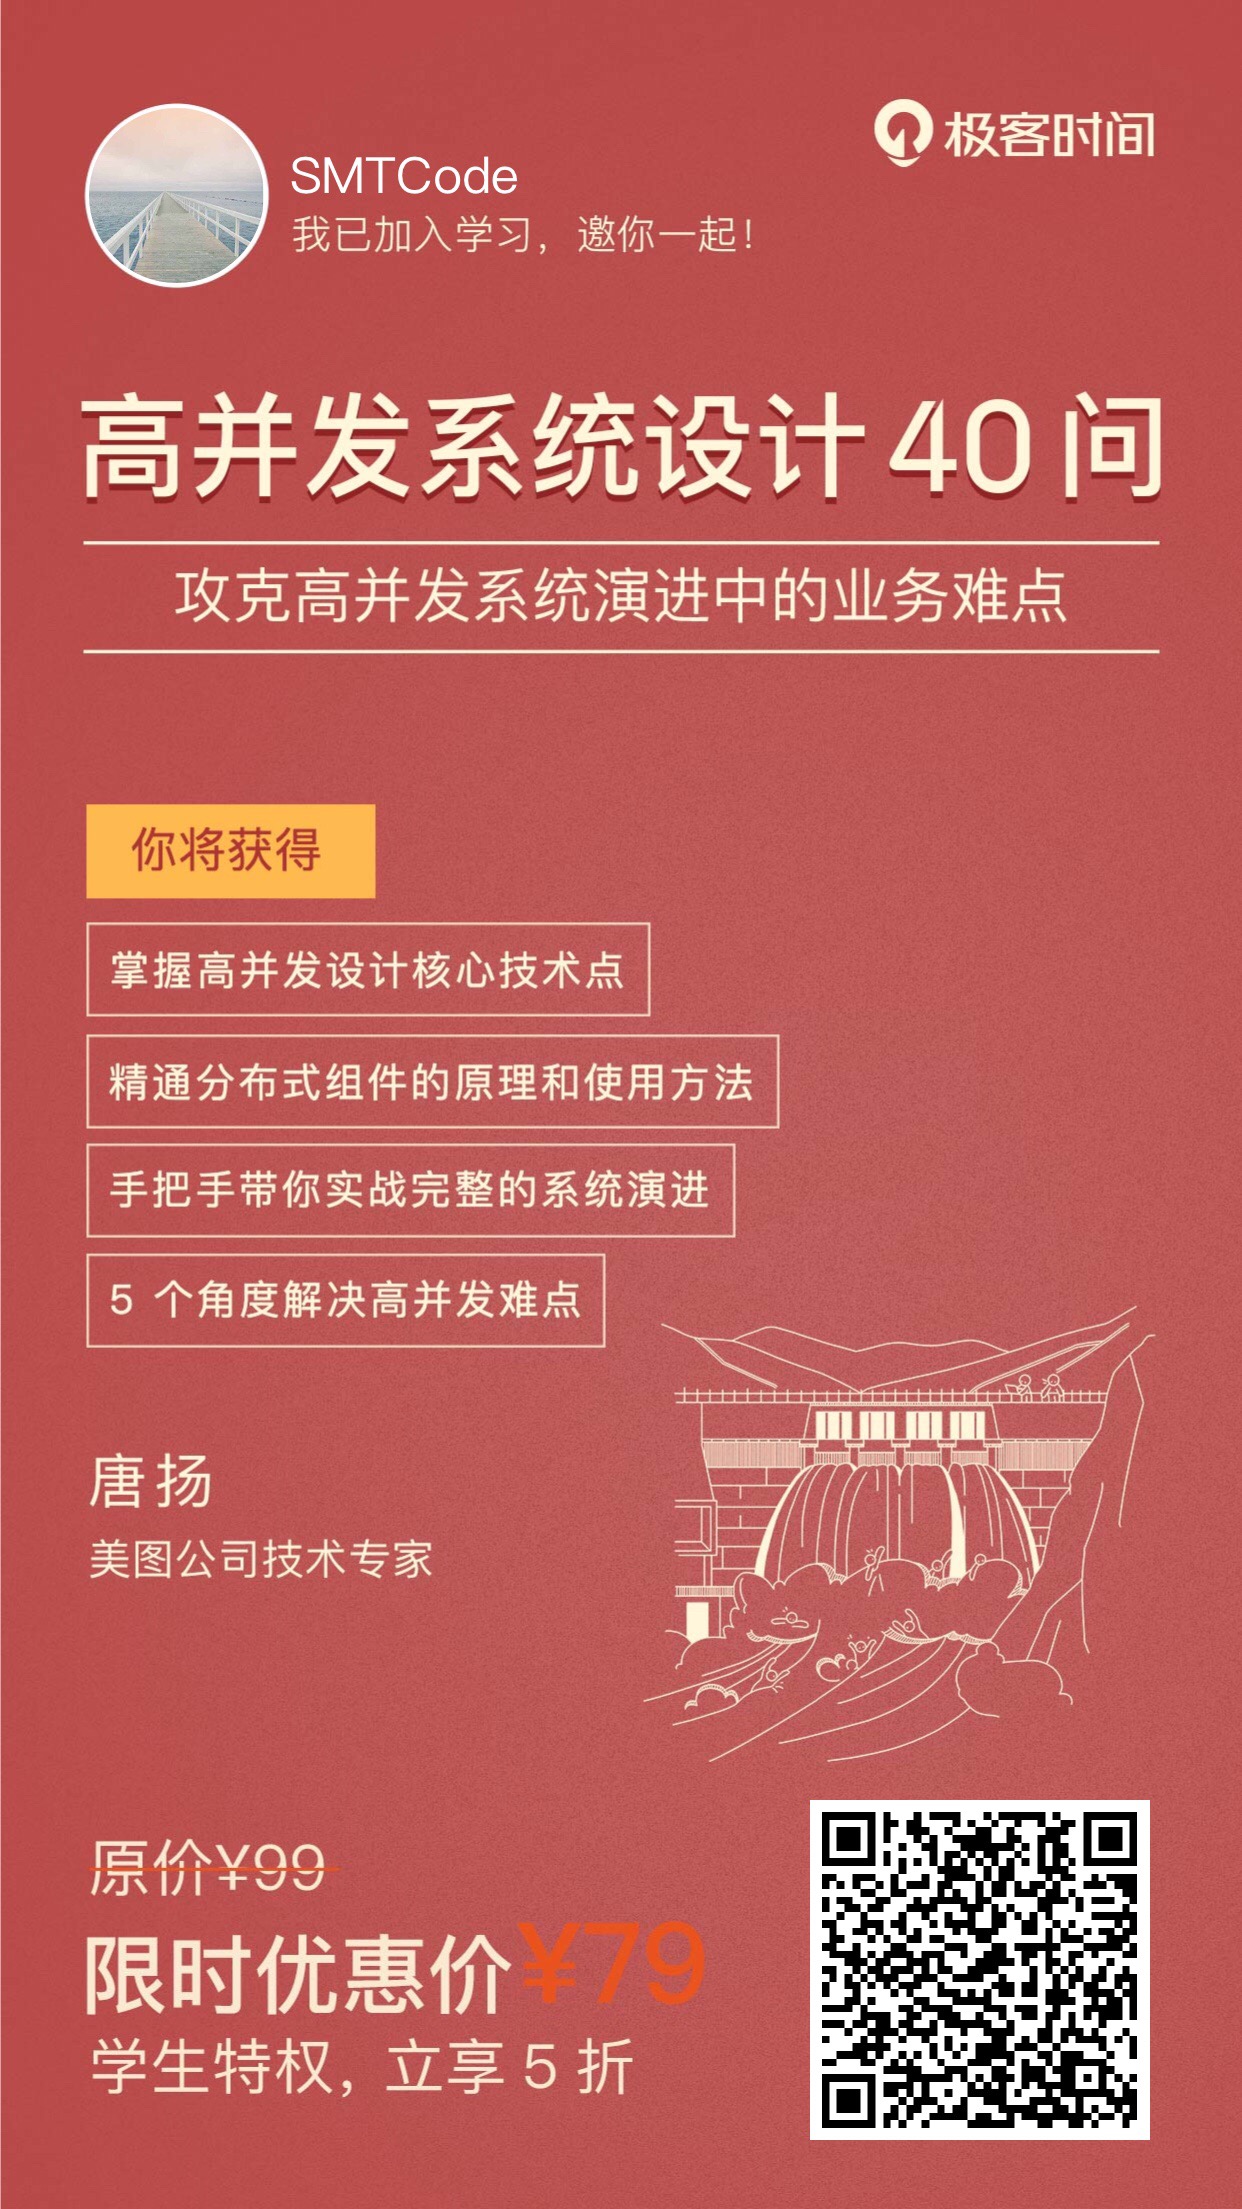 极客时间
SMTCode
我已加入学习，邀你一起！
高并发系统设计 40 问
攻克高并发系统演进中的业务难点
你将获得
掌握高并发设计核心技术点
精通分布式组件的原理和使用方法
手把手带你实战完整的系统演进
5 个角度解决高并发难点
唐扬
美图公司技术专家
原价¥99
限时优惠价¥79
学生特权，立享 5 折